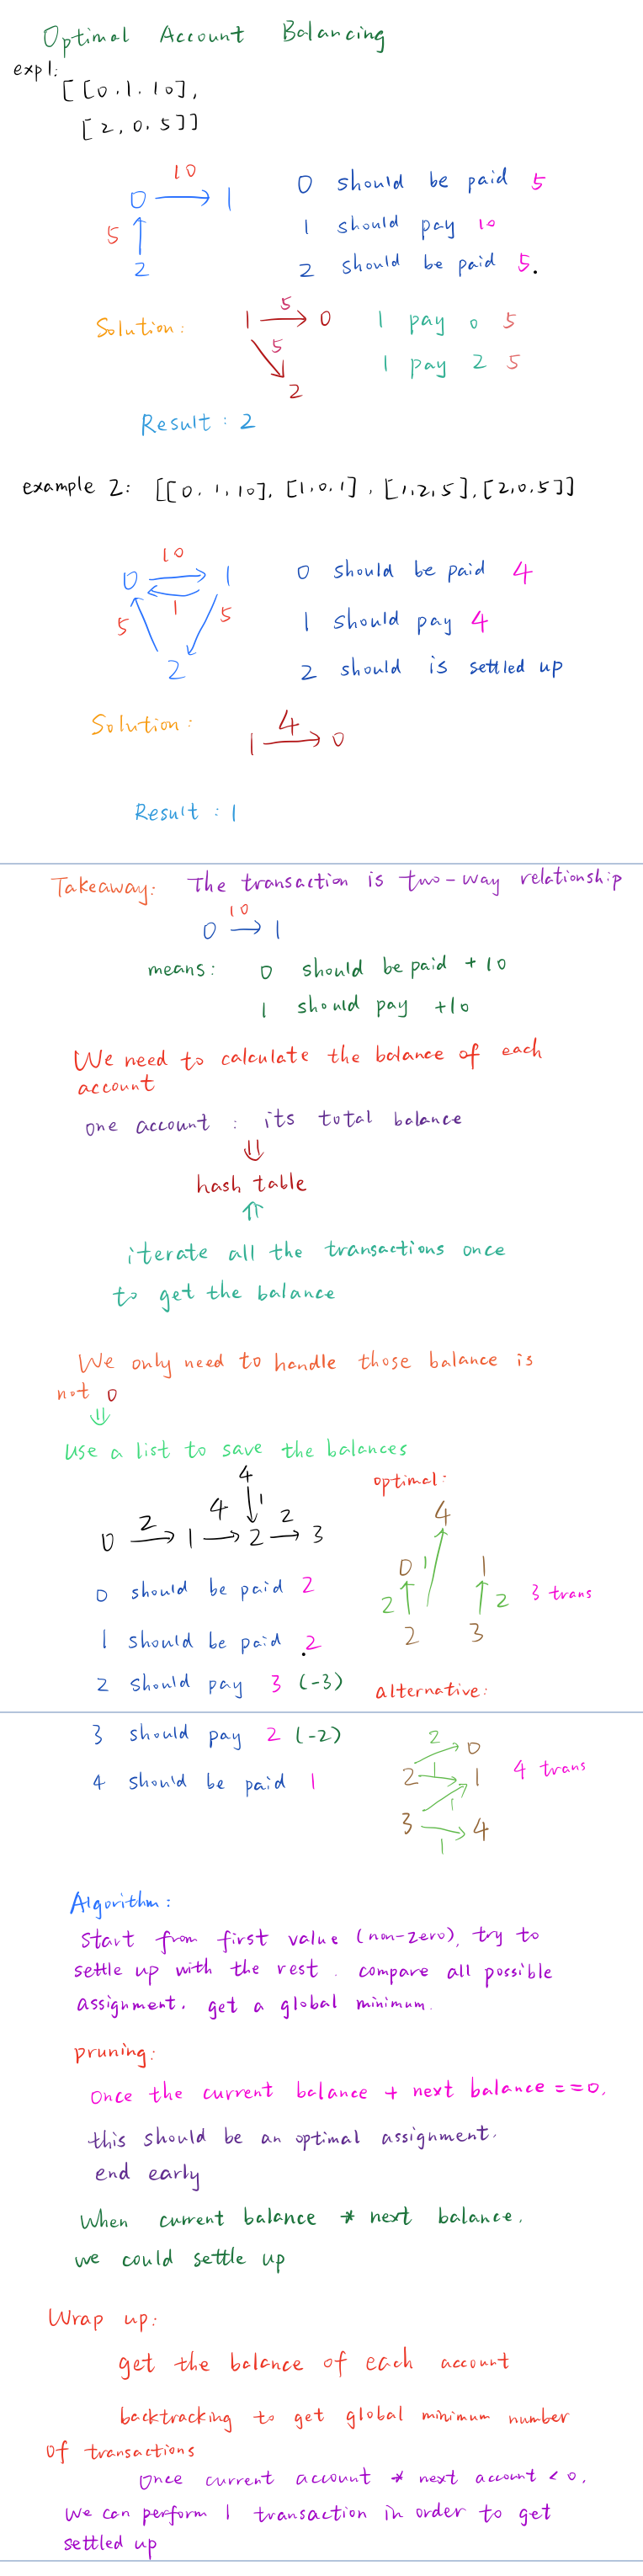 Optimal Account Balancing
expl:
[[0.1.10],
[2,0.5]]
10
0 → 1
5 ↑
2
0 should be paid 5
1 should pay 10
2 should be paid 5.
Solution:
5
1 → 0
5
2
1 pay 0 5
1 pay 2 5
Result: 2
example 2: [[0.1,10],[1,0,1],[1,2,5],[2,0,5]]
10
0 1
5 1 5
2
0 should be paid 4
1 should pay 4
2 should is settled up
Solution:
4
1 → 0
Result: 1
Takeaway: The transaction is two-way relationship
10
0 → 1
means: 0 should be paid +10
1 should pay +10
We need to calculate the balance of each
account
one account : its total balance
⇓
hash table
⇑
iterate all the transactions once
to get the balance
We only need to handle those balance is
not 0
⇓
use a list to save the balances
4
2 4 ↓1 2
0 → 1 → 2 → 3
0 should be paid 2
1 should be paid 2
2 should pay 3 (-3)
optimal:
4
0 1 1
2 ↑ ↑ 2 3 trans
2 3
alternative:
3 should pay 2 (-2)
4 should be paid 1
2 0
2 1 1 4 trans
1
3 4
1
Algorithm:
Start from first value (non-zero), try to
settle up with the rest. compare all possible
assignment. get a global minimum.
pruning:
Once the current balance + next balance ==0,
this should be an optimal assignment.
end early
When current balance * next balance.
we could settle up
Wrap up:
get the balance of each account
backtracking to get global minimum number
of transactions
Once current account * next account < 0,
We can perform 1 transaction in order to get
settled up